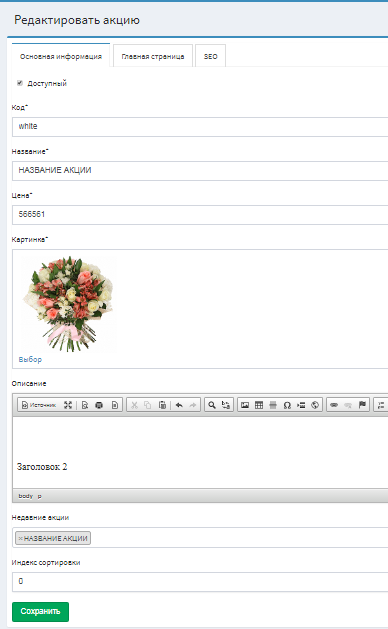 Редактировать акцию
Основная информация Главная страница SEO
Доступный
Код*
white
Название*
НАЗВАНИЕ АКЦИИ
Цена*
566561
Картинка*
Выбор
Описание
Источник
Заголовок 2
body p
Недавние акции
× НАЗВАНИЕ АКЦИИ
Индекс сортировки
0
Сохранить